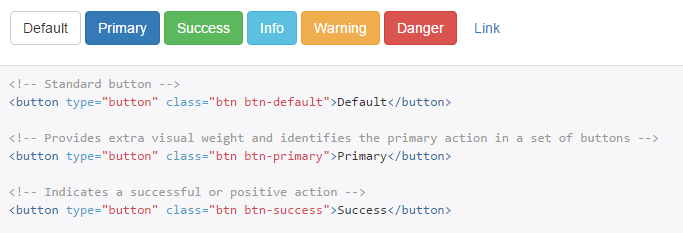 Default Primary Success Info Warning Danger Link
<!-- Standard button -->
<button type="button" class="btn btn-default">Default</button>
<!-- Provides extra visual weight and identifies the primary action in a set of buttons -->
<button type="button" class="btn btn-primary">Primary</button>
<!-- Indicates a successful or positive action -->
<button type="button" class="btn btn-success">Success</button>